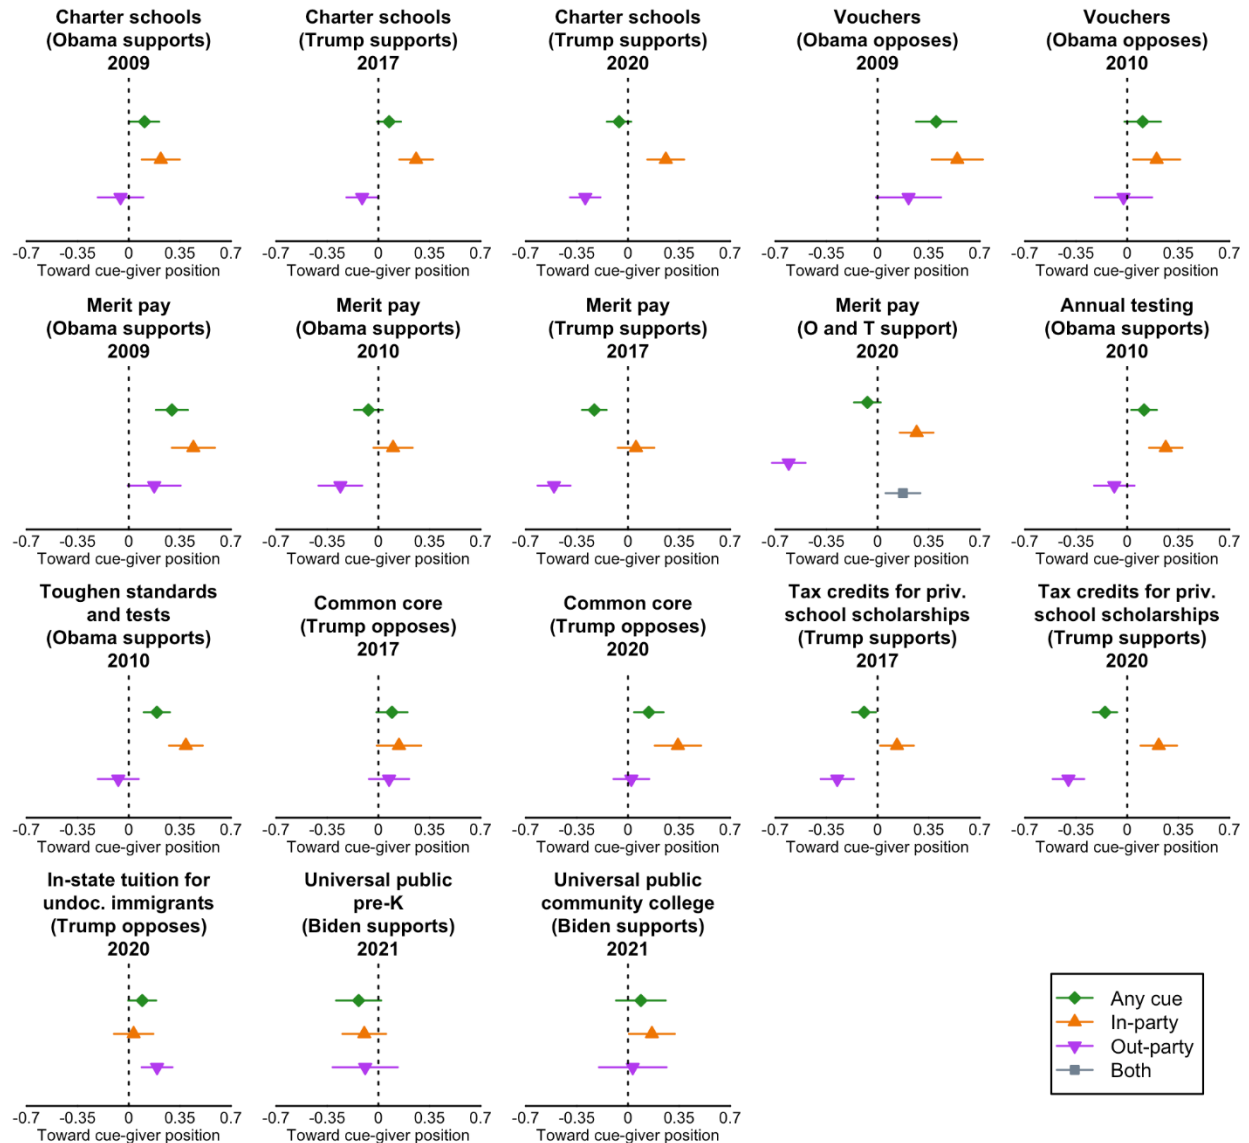 Charter schools
(Obama supports)
2009
-0.7 -0.35 0 0.35 0.7
Toward cue-giver position
Charter schools
(Trump supports)
2017
-0.7 -0.35 0 0.35 0.7
Toward cue-giver position
Charter schools
(Trump supports)
2020
-0.7 -0.35 0 0.35 0.7
Toward cue-giver position
Vouchers
(Obama opposes)
2009
-0.7 -0.35 0 0.35 0.7
Toward cue-giver position
Vouchers
(Obama opposes)
2010
-0.7 -0.35 0 0.35 0.7
Toward cue-giver position
Merit pay
(Obama supports)
2009
-0.7 -0.35 0 0.35 0.7
Toward cue-giver position
Merit pay
(Obama supports)
2010
-0.7 -0.35 0 0.35 0.7
Toward cue-giver position
Merit pay
(Trump supports)
2017
-0.7 -0.35 0 0.35 0.7
Toward cue-giver position
Merit pay
(O and T support)
2020
-0.7 -0.35 0 0.35 0.7
Toward cue-giver position
Annual testing
(Obama supports)
2010
-0.7 -0.35 0 0.35 0.7
Toward cue-giver position
Toughen standards
and tests
(Obama supports)
2010
-0.7 -0.35 0 0.35 0.7
Toward cue-giver position
Common core
(Trump opposes)
2017
-0.7 -0.35 0 0.35 0.7
Toward cue-giver position
Common core
(Trump opposes)
2020
-0.7 -0.35 0 0.35 0.7
Toward cue-giver position
Tax credits for priv.
school scholarships
(Trump supports)
2017
-0.7 -0.35 0 0.35 0.7
Toward cue-giver position
Tax credits for priv.
school scholarships
(Trump supports)
2020
-0.7 -0.35 0 0.35 0.7
Toward cue-giver position
In-state tuition for
undoc. immigrants
(Trump opposes)
2020
-0.7 -0.35 0 0.35 0.7
Toward cue-giver position
Universal public
pre-K
(Biden supports)
2021
-0.7 -0.35 0 0.35 0.7
Toward cue-giver position
Universal public
community college
(Biden supports)
2021
-0.7 -0.35 0 0.35 0.7
Toward cue-giver position
Any cue
In-party
Out-party
Both